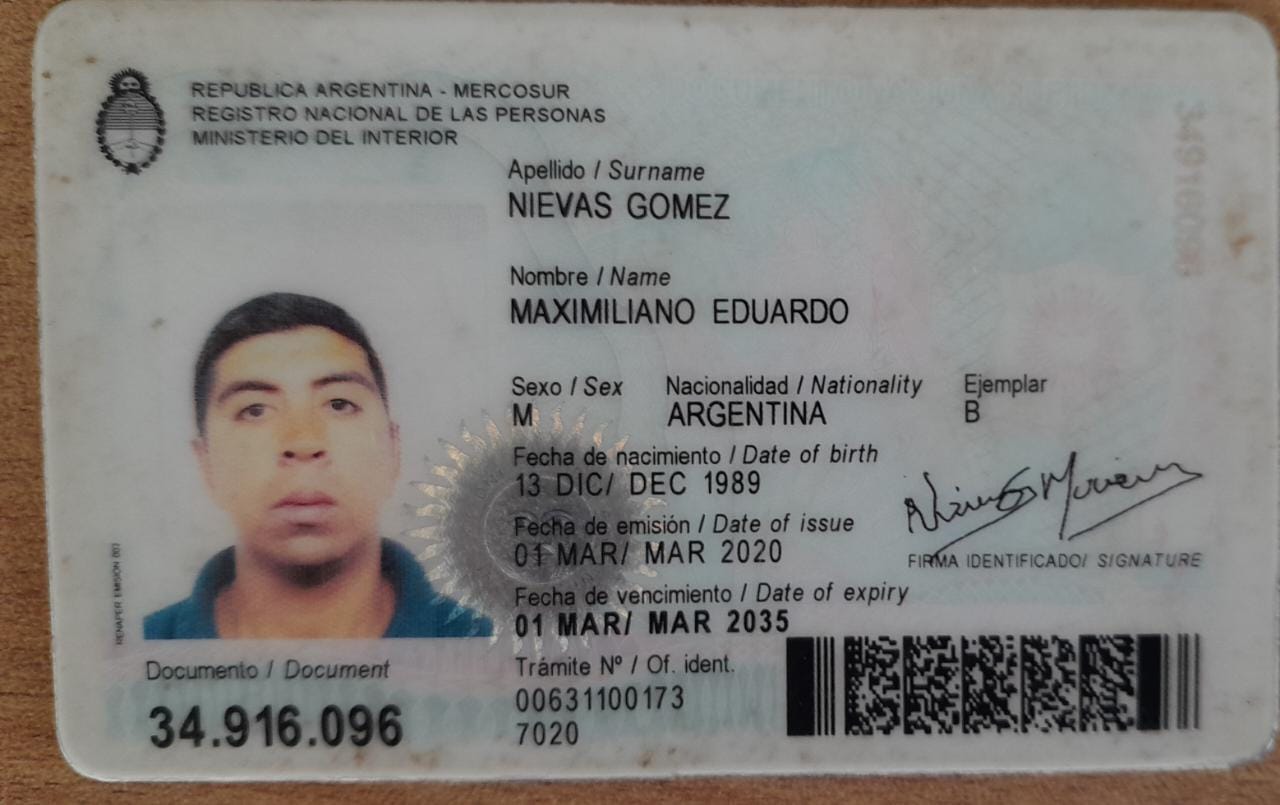 REPUBLICA ARGENTINA - MERCOSUR
REGISTRO NACIONAL DE LAS PERSONAS
MINISTERIO DEL INTERIOR
Apellido / Surname
NIEVAS GOMEZ
Nombre / Name
MAXIMILIANO EDUARDO
Sexo / Sex Nacionalidad / Nationality Ejemplar
M ARGENTINA B
Fecha de nacimiento / Date of birth
13 DIC/ DEC 1989
Fecha de emisión / Date of issue
01 MAR/ MAR 2020
FIRMA IDENTIFICADO/ SIGNATURE
Fecha de vencimiento / Date of expiry
01 MAR/ MAR 2035
Documento / Document
34.916.096
Trámite Nº / Of. ident.
00631100173
7020
34916096